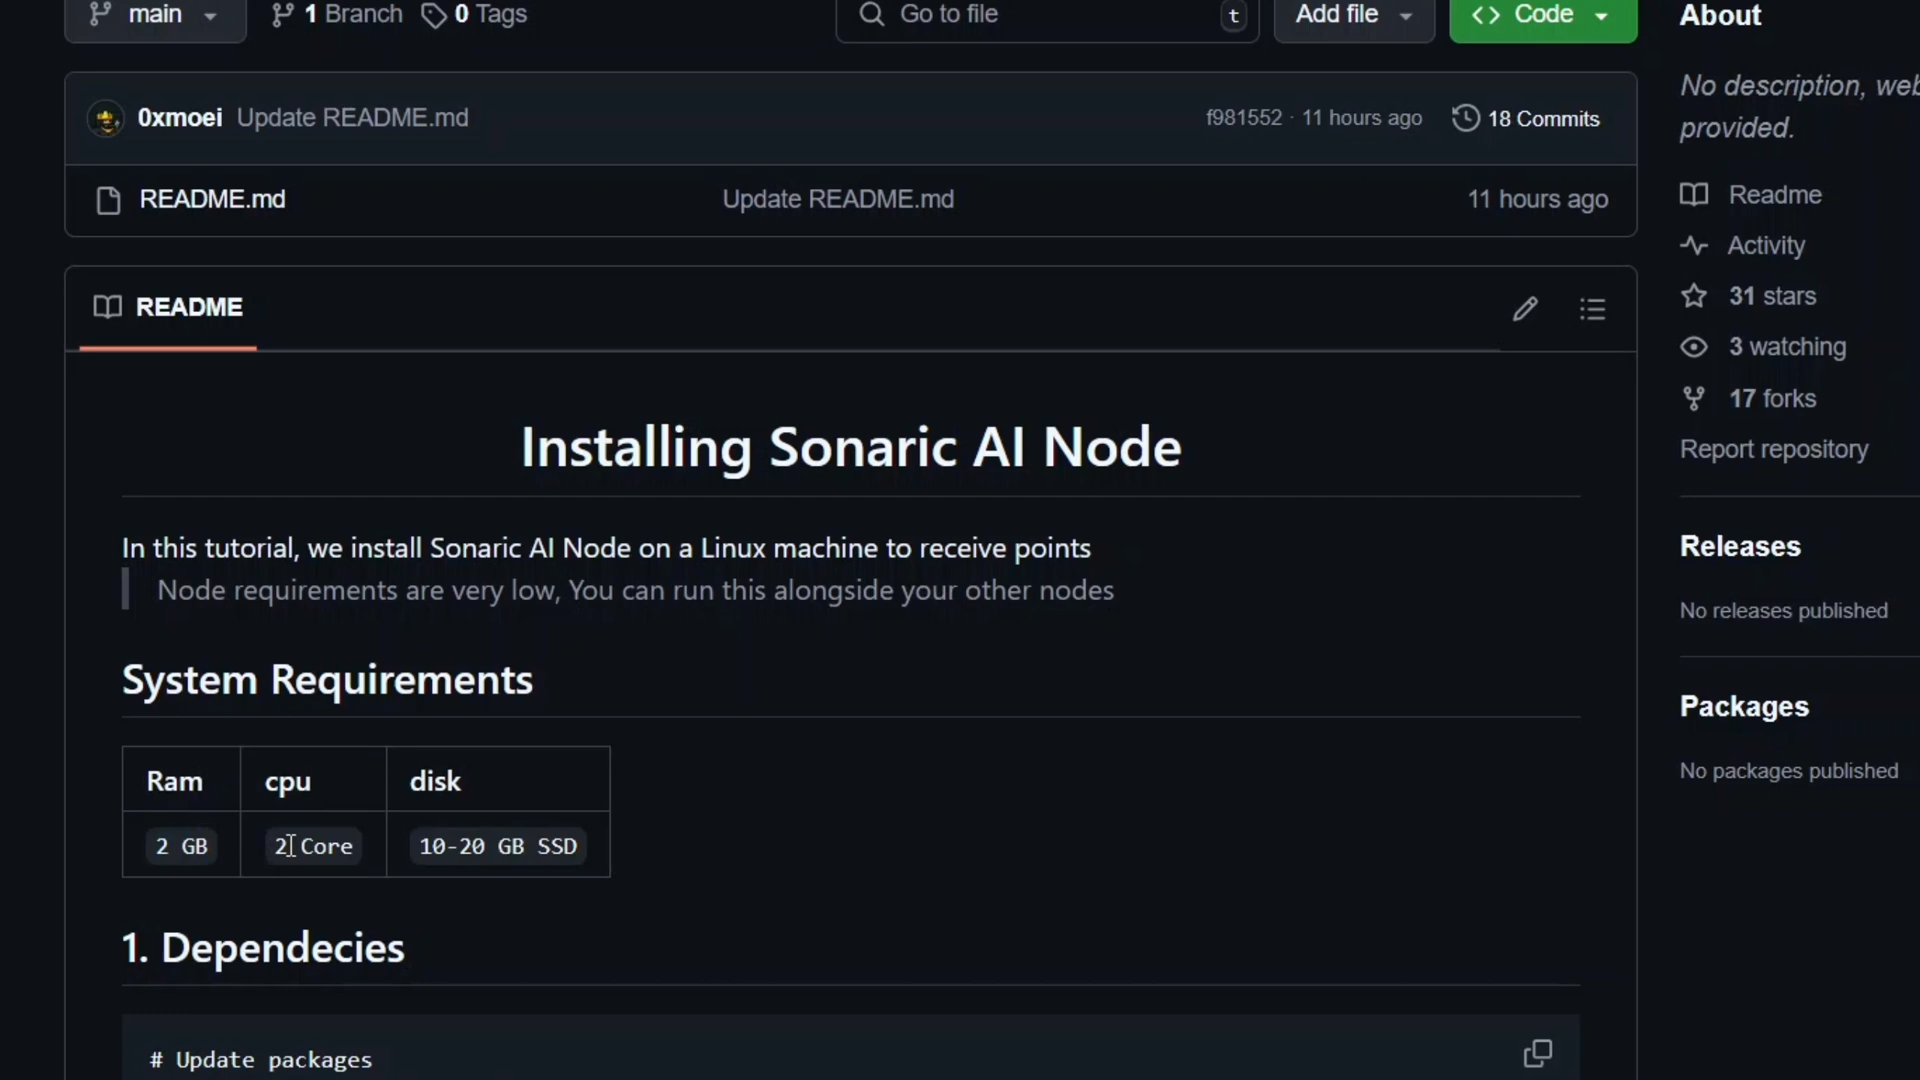 main
1 Branch
0 Tags
Go to file
t
Add file
Code
About
0xmoei Update README.md
f981552 · 11 hours ago
18 Commits
No description, web
provided.
README.md
Update README.md
11 hours ago
Readme
Activity
31 stars
3 watching
17 forks
Report repository
README
Installing Sonaric AI Node
In this tutorial, we install Sonaric AI Node on a Linux machine to receive points
Node requirements are very low, You can run this alongside your other nodes
Releases
No releases published
System Requirements
Packages
No packages published
Ram cpu disk
2 GB 2 Core 10-20 GB SSD
1. Dependecies
# Update packages